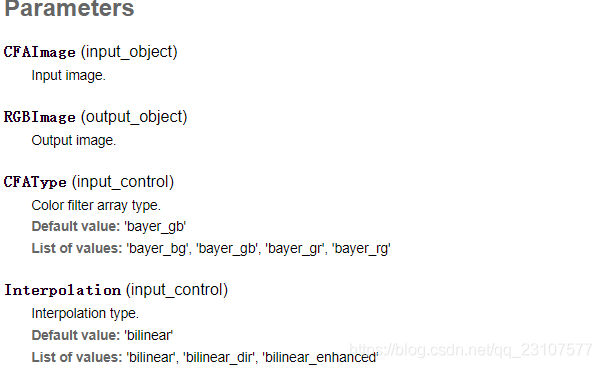 Parameters
CFAImage (input_object)
Input image.
RGBImage (output_object)
Output image.
CFAType (input_control)
Color filter array type.
Default value: 'bayer_gb'
List of values: 'bayer_bg', 'bayer_gb', 'bayer_gr', 'bayer_rg'
Interpolation (input_control)
Interpolation type.
Default value: 'bilinear'
List of values: 'bilinear', 'bilinear_dir', 'bilinear_enhanced'
https://blog.csdn.net/qq_23107577